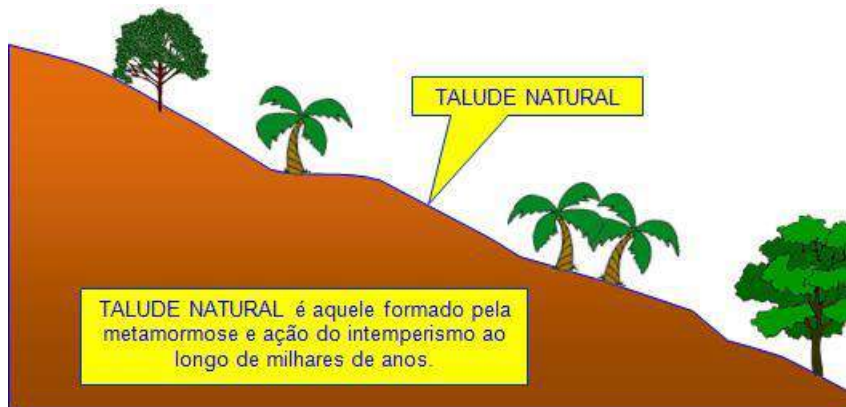 TALUDE NATURAL
TALUDE NATURAL é aquele formado pela
metamormose e ação do intemperismo ao
longo de milhares de anos.